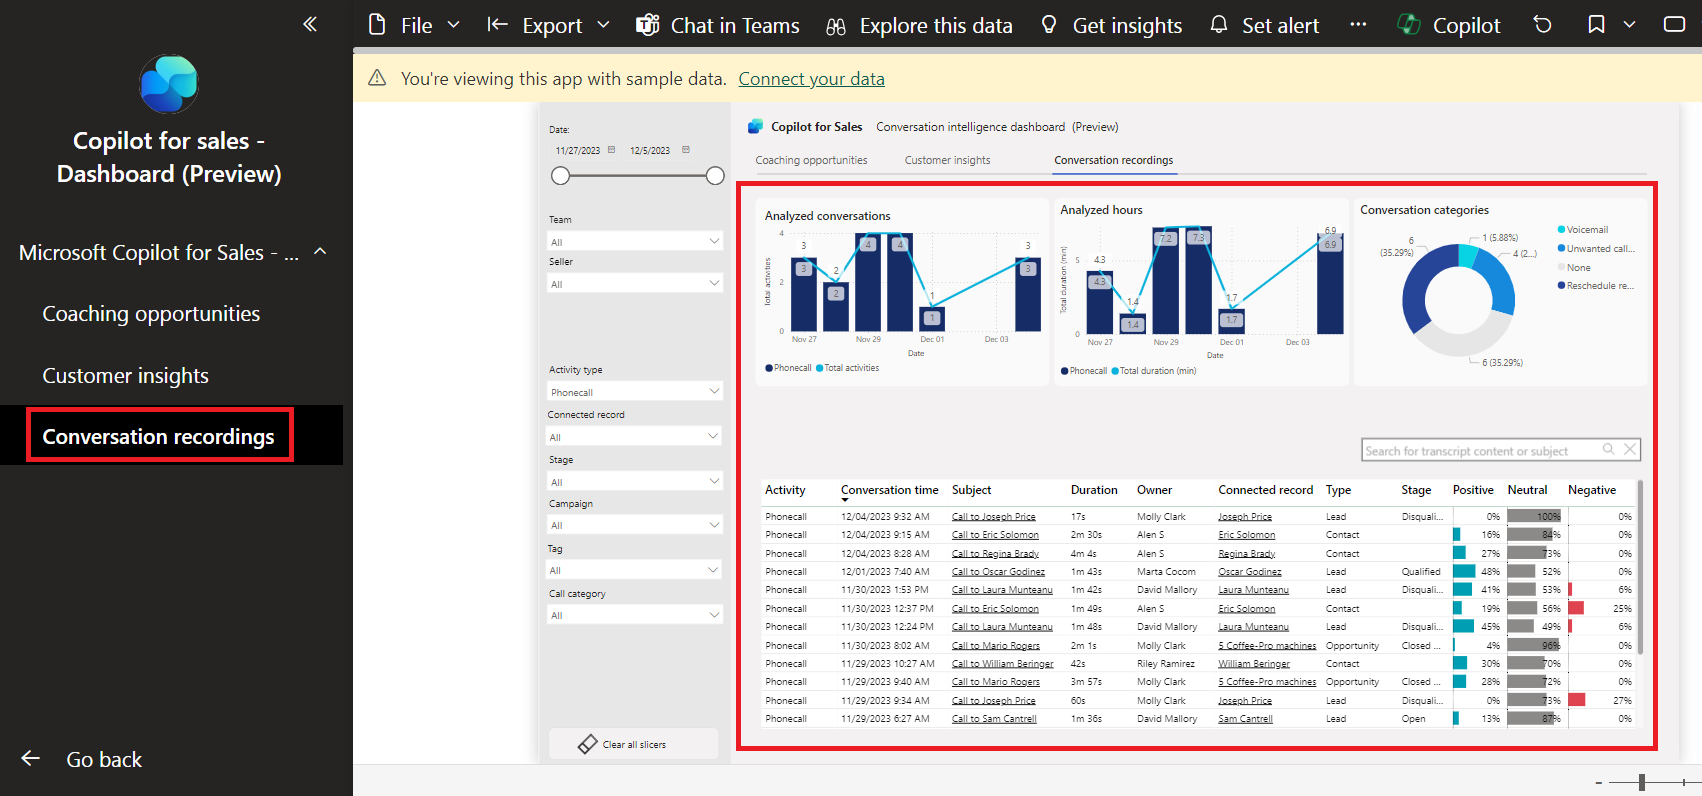 File
Export
Chat in Teams
Explore this data
Get insights
Set alert
Copilot
You're viewing this app with sample data. Connect your data
Copilot for sales -
Dashboard (Preview)
Microsoft Copilot for Sales - ...
Coaching opportunities
Customer insights
Conversation recordings
Go back
Date:
11/27/2023 12/5/2023
Team
All
Seller
All
Activity type
Phonecall
Connected record
All
Stage
All
Campaign
All
Tag
All
Call category
All
Clear all slicers
Copilot for Sales Conversation intelligence dashboard (Preview)
Coaching opportunities Customer insights Conversation recordings
Analyzed conversations
Total activities
4
2
0
3
3
2
2
4
4
1
1
3
3
Nov 27 Nov 29 Dec 01 Dec 03
Date
Phonecall Total activities
Analyzed hours
Total duration (min)
5
0
4.3
4.3
1.4
1.4
7.2
7.3
1.7
1.7
6.9
6.9
Nov 27 Nov 29 Dec 01 Dec 03
Date
Phonecall Total duration (min)
Conversation categories
6
(35.29%)
1 (5.88%)
4 (2...)
6 (35.29%)
Voicemail
Unwanted call...
None
Reschedule re...
Search for transcript content or subject
Activity Conversation time Subject Duration Owner Connected record Type Stage Positive Neutral Negative
Phonecall 12/04/2023 9:32 AM Call to Joseph Price 17s Molly Clark Joseph Price Lead Disquali... 0% 100% 0%
Phonecall 12/04/2023 9:15 AM Call to Eric Solomon 2m 30s Alen S Eric Solomon Contact 16% 84% 0%
Phonecall 12/04/2023 8:28 AM Call to Regina Brady 4m 4s Alen S Regina Brady Contact 27% 73% 0%
Phonecall 12/01/2023 7:40 AM Call to Oscar Godinez 1m 43s Marta Cocom Oscar Godinez Lead Qualified 48% 52% 0%
Phonecall 11/30/2023 1:53 PM Call to Laura Munteanu 1m 42s David Mallory Laura Munteanu Lead Disquali... 41% 53% 6%
Phonecall 11/30/2023 12:37 PM Call to Eric Solomon 1m 49s Alen S Eric Solomon Contact 19% 56% 25%
Phonecall 11/30/2023 12:24 PM Call to Laura Munteanu 1m 48s David Mallory Laura Munteanu Lead Disquali... 45% 49% 6%
Phonecall 11/30/2023 8:02 AM Call to Mario Rogers 2m 1s Molly Clark 5 Coffee-Pro machines Opportunity Closed ... 4% 96% 0%
Phonecall 11/29/2023 10:27 AM Call to William Beringer 42s Riley Ramirez William Beringer Contact 30% 70% 0%
Phonecall 11/29/2023 9:40 AM Call to Mario Rogers 3m 57s Molly Clark 5 Coffee-Pro machines Opportunity Closed ... 28% 72% 0%
Phonecall 11/29/2023 9:34 AM Call to Joseph Price 60s Molly Clark Joseph Price Lead Disquali... 0% 73% 27%
Phonecall 11/29/2023 6:27 AM Call to Sam Cantrell 1m 36s David Mallory Sam Cantrell Lead Open 13% 87% 0%